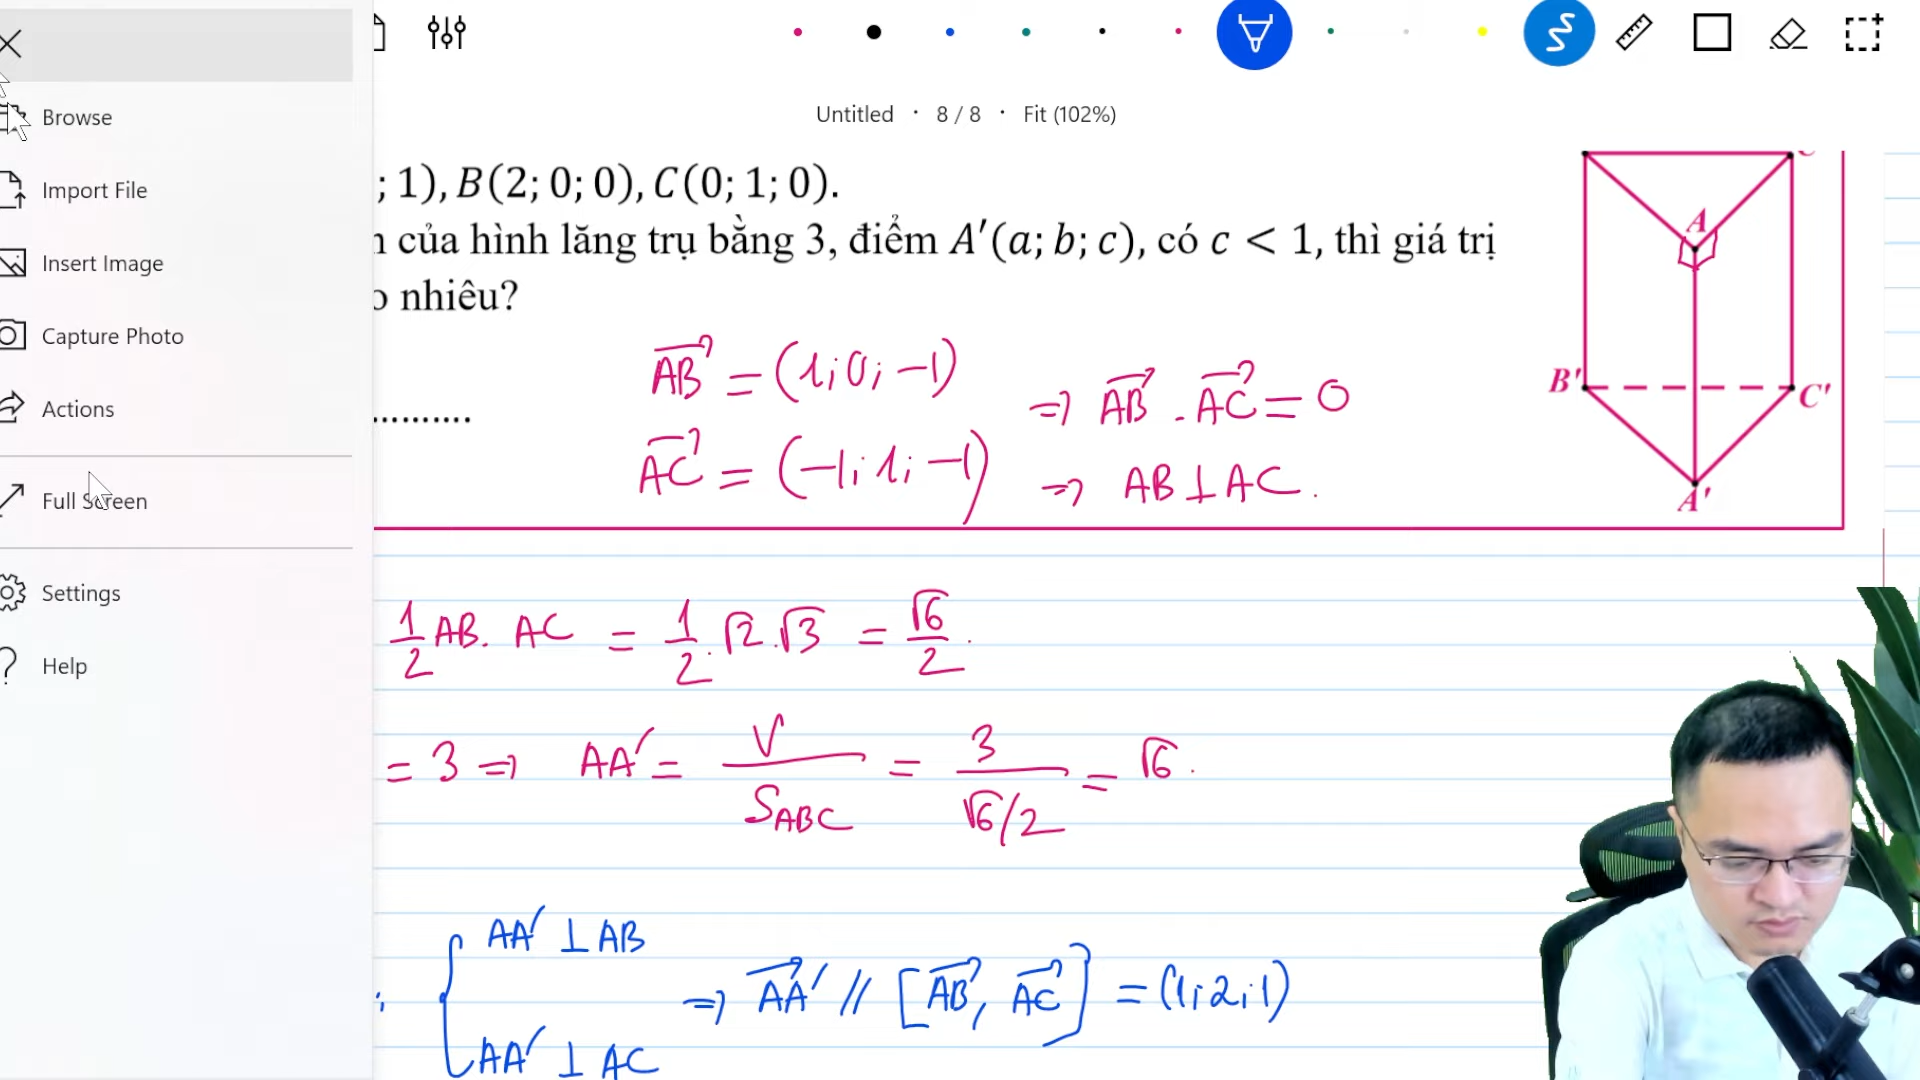 Untitled · 8 / 8 · Fit (102%)
Browse
Import File
Insert Image
Capture Photo
Actions
Full Screen
Settings
Help
; 1), B(2; 0; 0), C(0; 1; 0).
của hình lăng trụ bằng 3, điểm A'(a; b; c), có c < 1, thì giá trị
nhiêu?
...........
AB→ = (1; 0; -1)
AC→ = (-1; 1; -1)
=> AB→ . AC→ = 0
=> AB ⊥ AC.
A
B'
C'
A'
1/2 AB. AC = 1/2 . √2 . √3 = √6/2.
= 3 => AA' = V/S_ABC = 3/(√6/2) = √6.
{ AA' ⊥ AB
AA' ⊥ AC
=> AA'→ // [AB→, AC→] = (1; 2; 1)